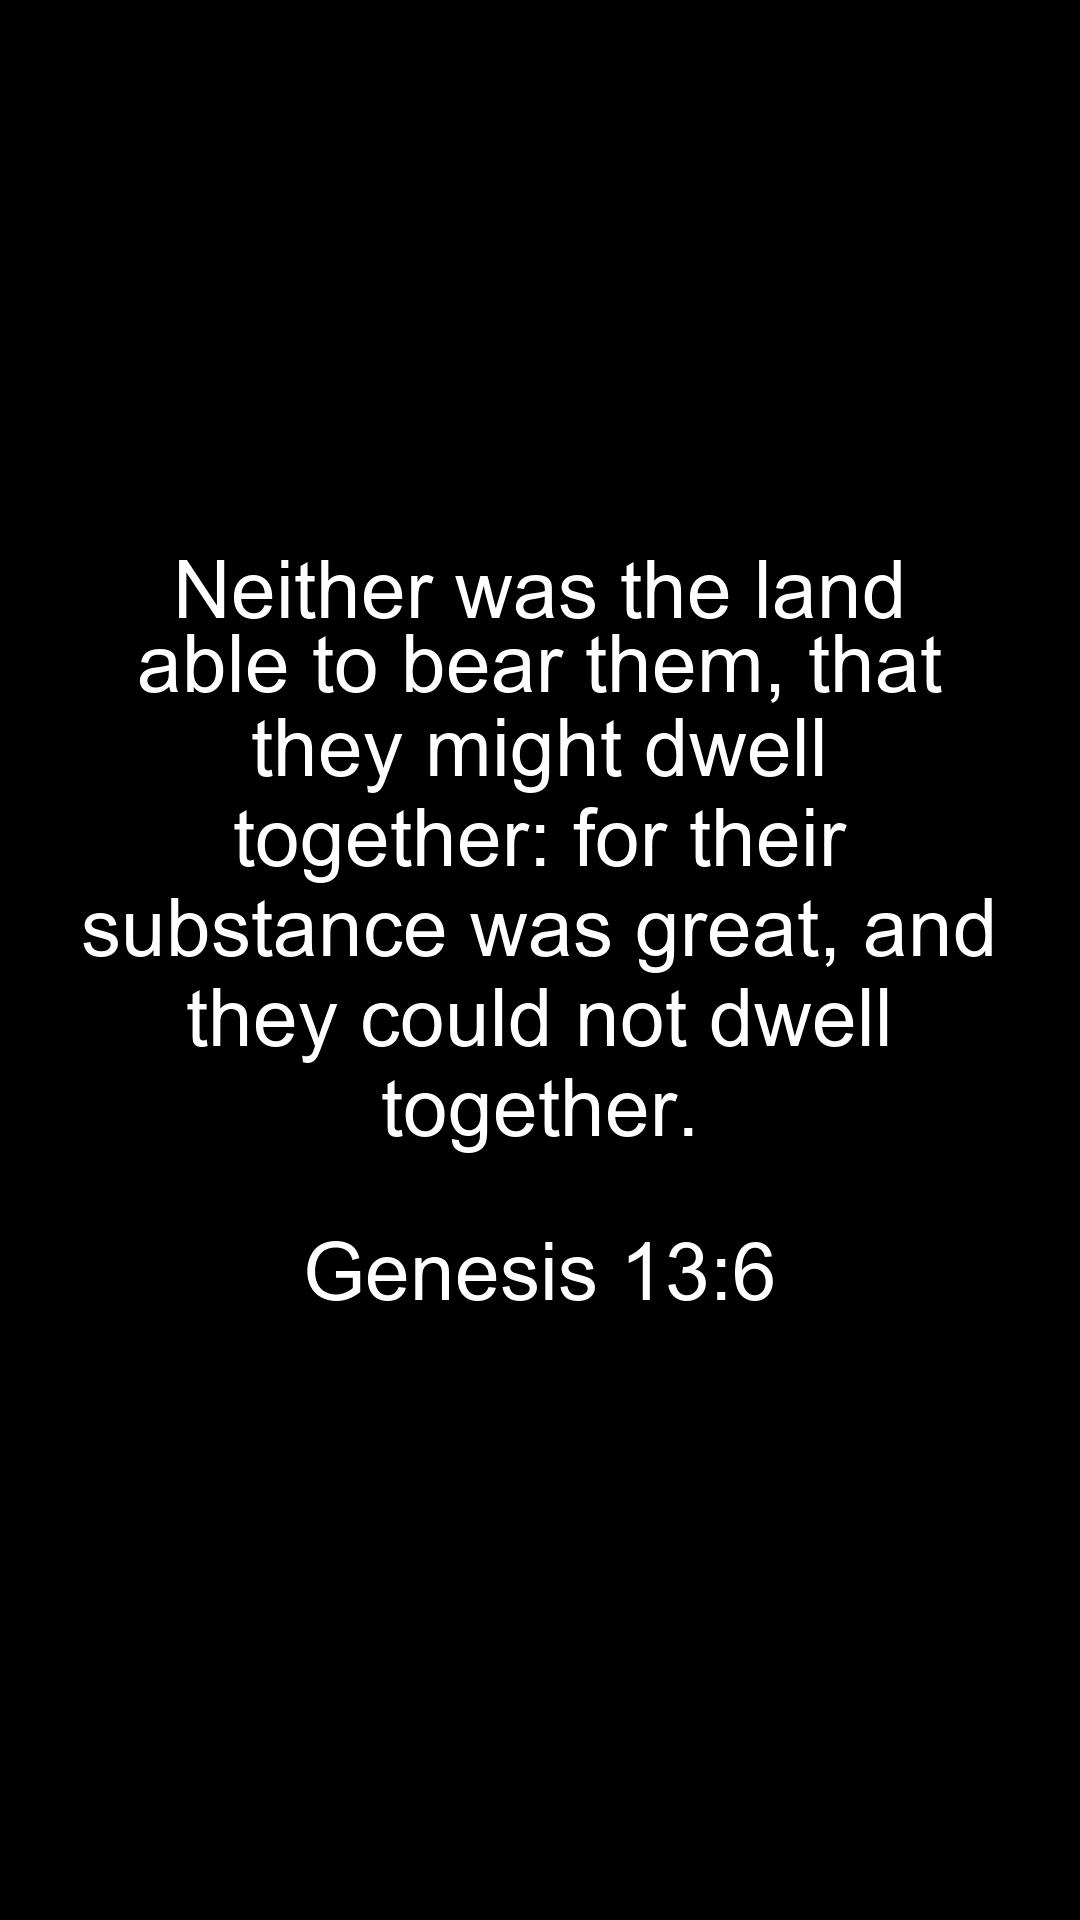 Neither was the land
able to bear them, that
they might dwell
together: for their
substance was great, and
they could not dwell
together.
Genesis 13:6